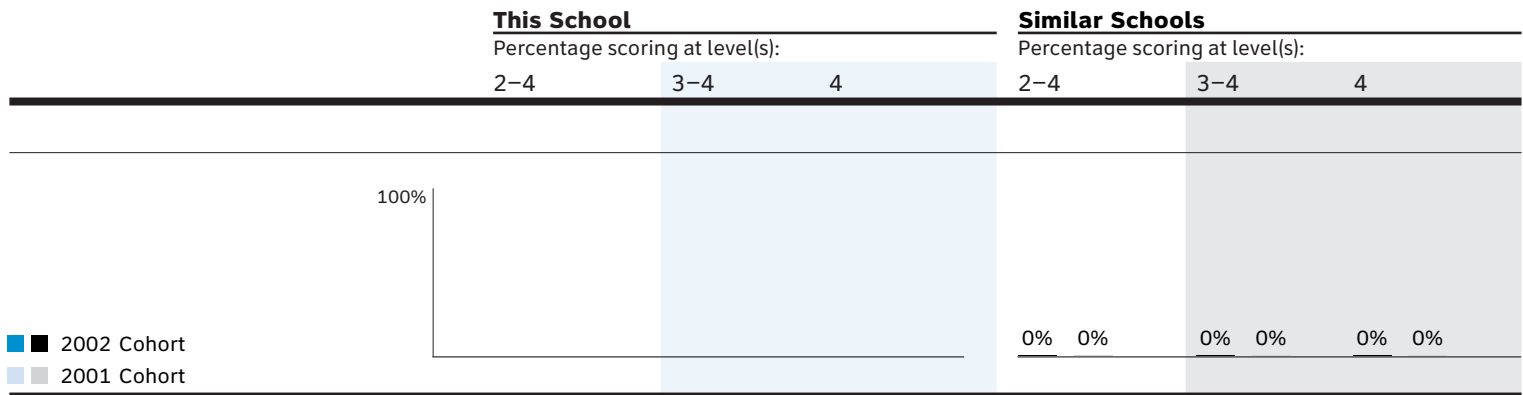 This School Similar Schools
Percentage scoring at level(s): Percentage scoring at level(s):
2–4 3–4 4 2–4 3–4 4
100%
0% 0% 0% 0% 0% 0%
2002 Cohort
2001 Cohort